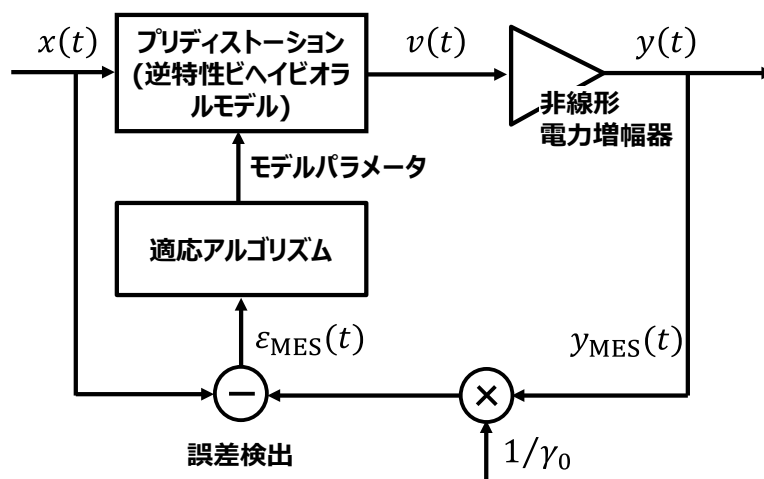 x(t)
プリディストーション
(逆特性ビヘイビオラ
ルモデル)
v(t)
y(t)
非線形
電力増幅器
モデルパラメータ
適応アルゴリズム
ε_MES(t)
y_MES(t)
−
×
誤差検出
1/γ_0